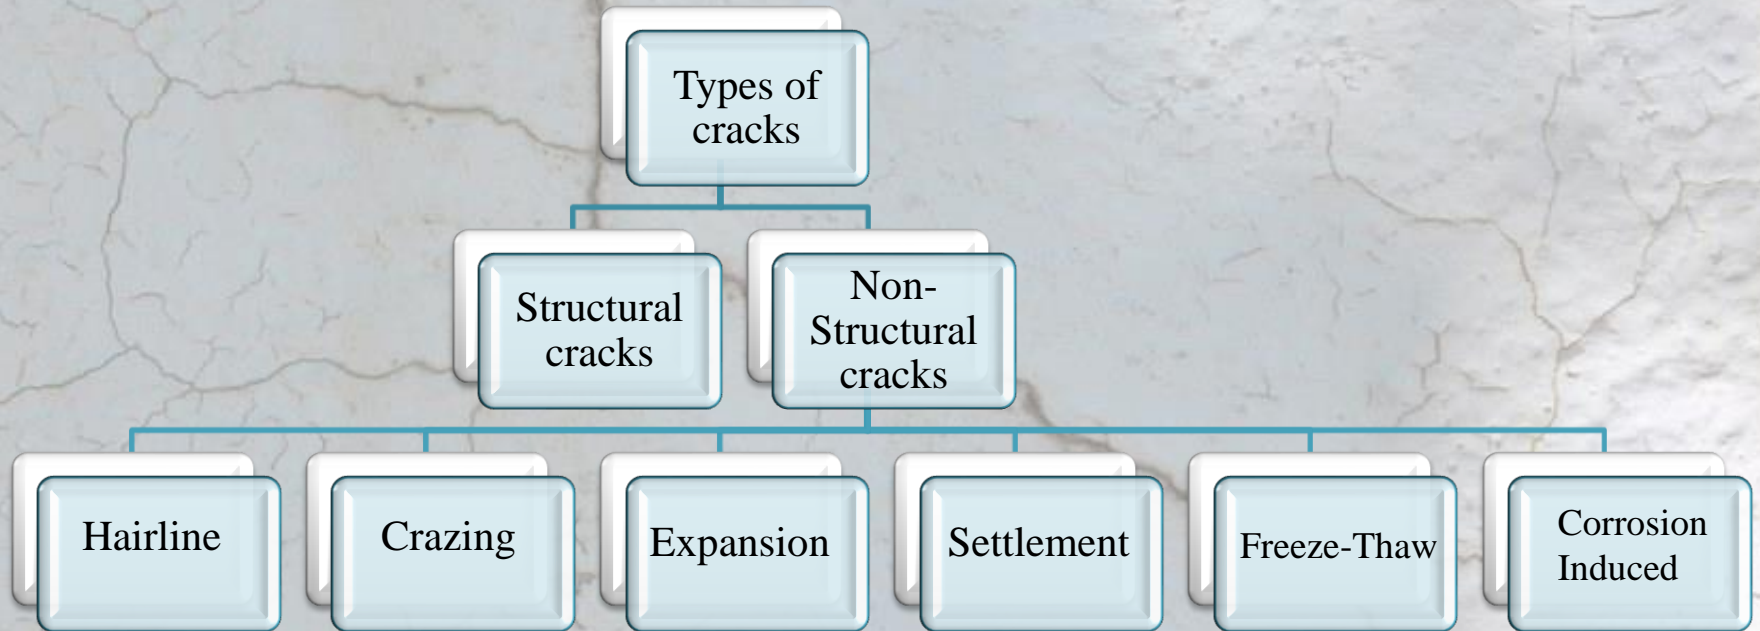 Types of
cracks
Structural
cracks
Non-
Structural
cracks
Hairline
Crazing
Expansion
Settlement
Freeze-Thaw
Corrosion
Induced